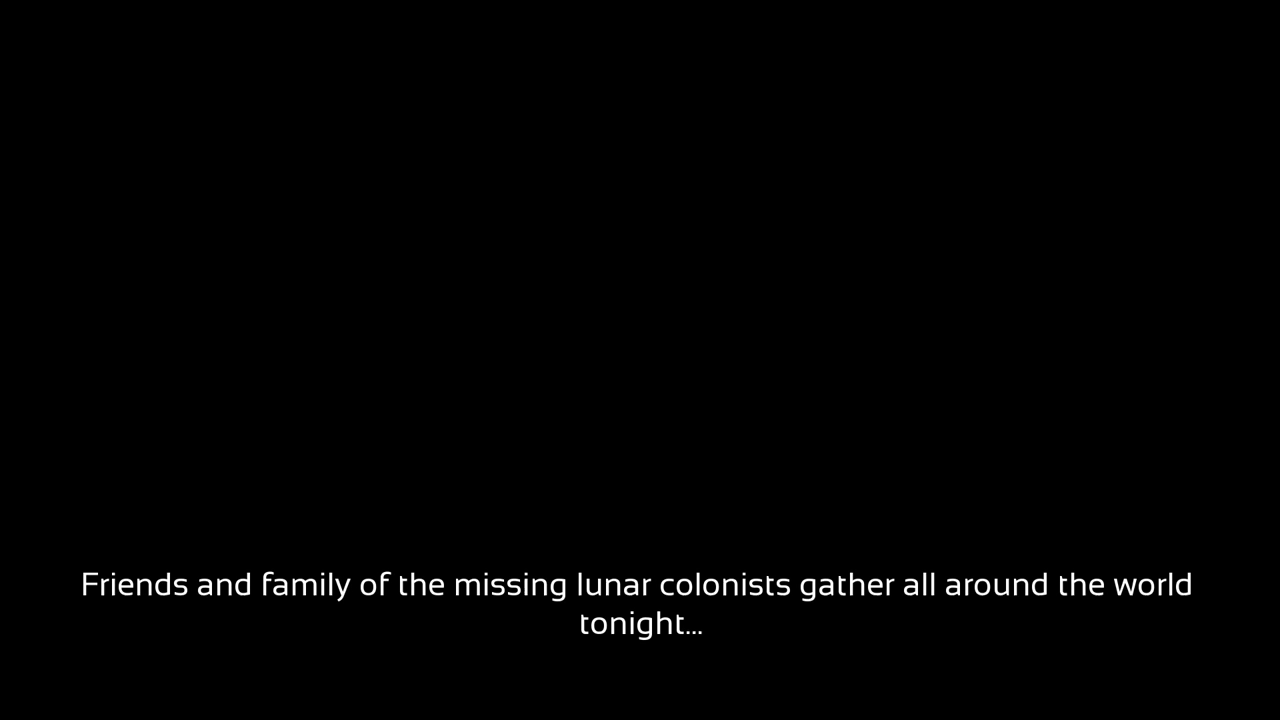 Friends and family of the missing lunar colonists gather all around the world
tonight...